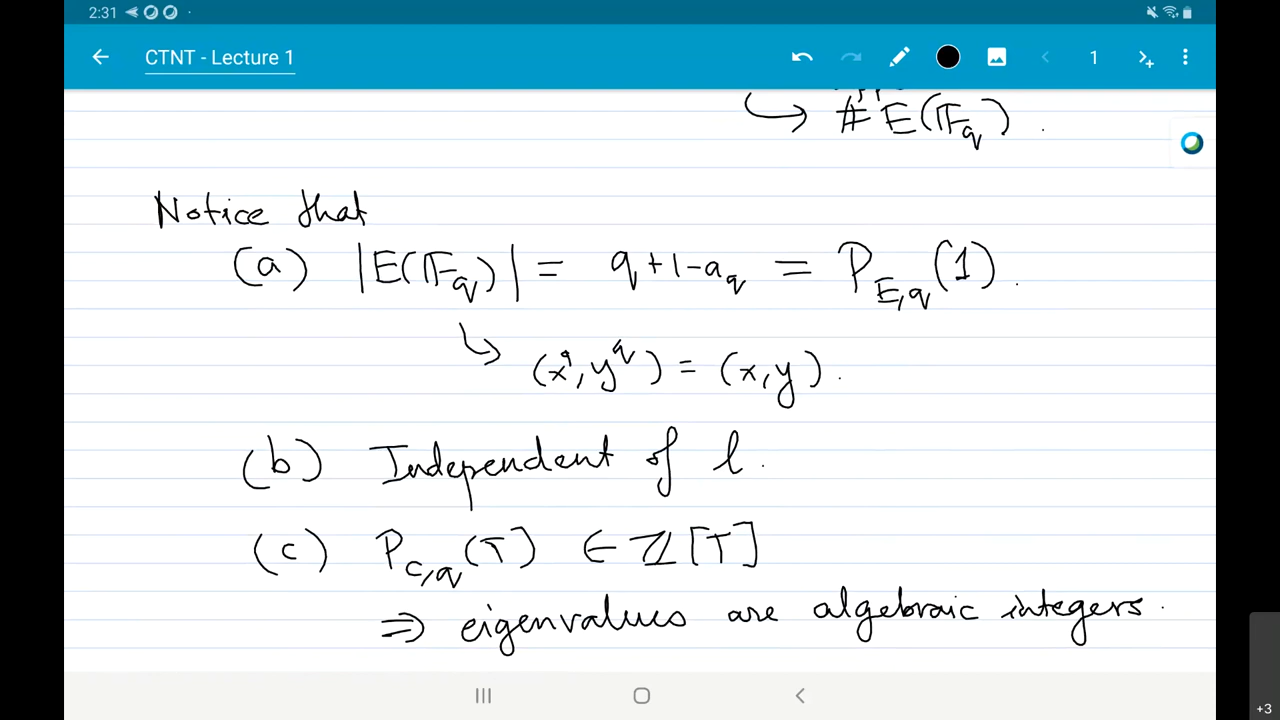 2:31
CTNT - Lecture 1
1
↳ # E(𝔽_q).
Notice that
(a) |E(𝔽_q)| = q+1-a_q = P_{E,q}(1).
↳ (x^q, y^q) = (x,y).
(b) Independent of l.
(c) P_{C,q}(T) ∈ ℤ[T]
⇒ eigenvalues are algebraic integers.
+3